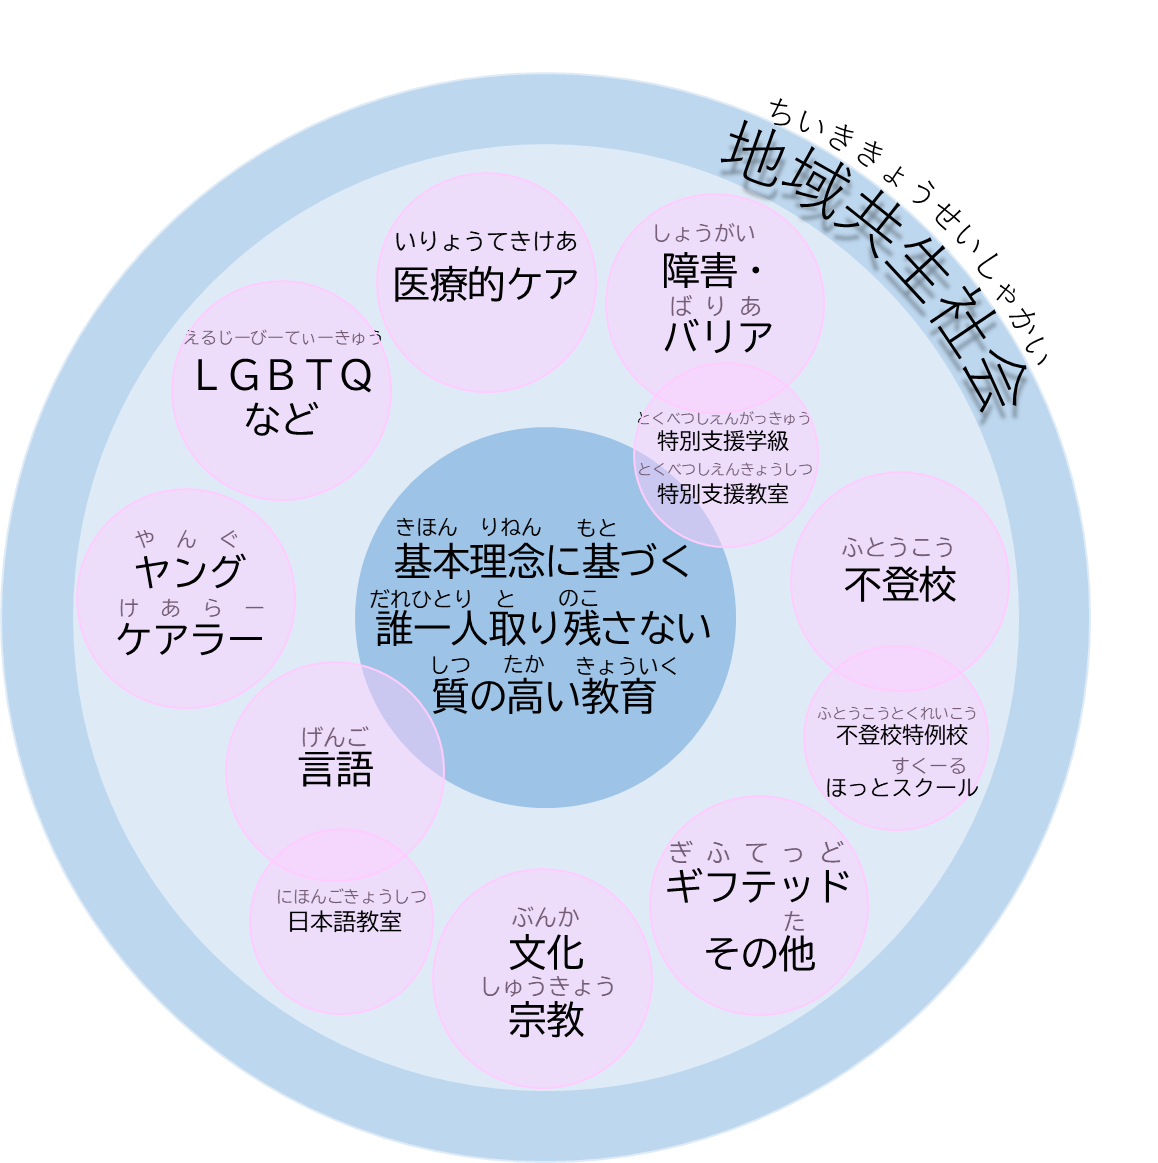 ちいききょうせいしゃかい
地域共生社会
いりょうてきけあ
医療的ケア
しょうがい
障害・
ばりあ
バリア
とくべつしえんがっきゅう
特別支援学級
とくべつしえんきょうしつ
特別支援教室
えるじーびーてぃーきゅう
ＬＧＢＴＱ
など
やんぐ
ヤング
けあらー
ケアラー
きほん りねん もと
基本理念に基づく
だれひとり と のこ
誰一人取り残さない
しつ たか きょういく
質の高い教育
ふとうこう
不登校
ふとうこうとくれいこう
不登校特例校
すくーる
ほっとスクール
げんご
言語
にほんごきょうしつ
日本語教室
ぶんか
文化
しゅうきょう
宗教
ぎふてっど
ギフテッド
た
その他